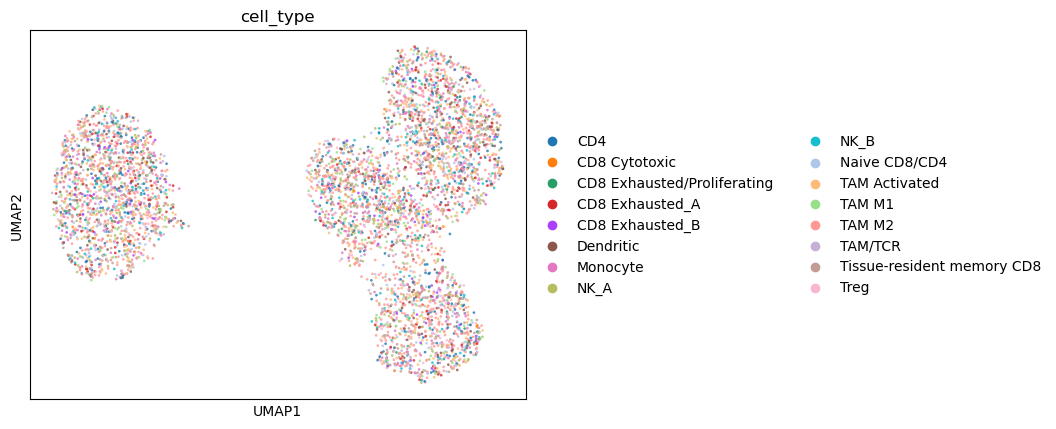 cell_type
UMAP2
UMAP1
CD4
CD8 Cytotoxic
CD8 Exhausted/Proliferating
CD8 Exhausted_A
CD8 Exhausted_B
Dendritic
Monocyte
NK_A
NK_B
Naive CD8/CD4
TAM Activated
TAM M1
TAM M2
TAM/TCR
Tissue-resident memory CD8
Treg